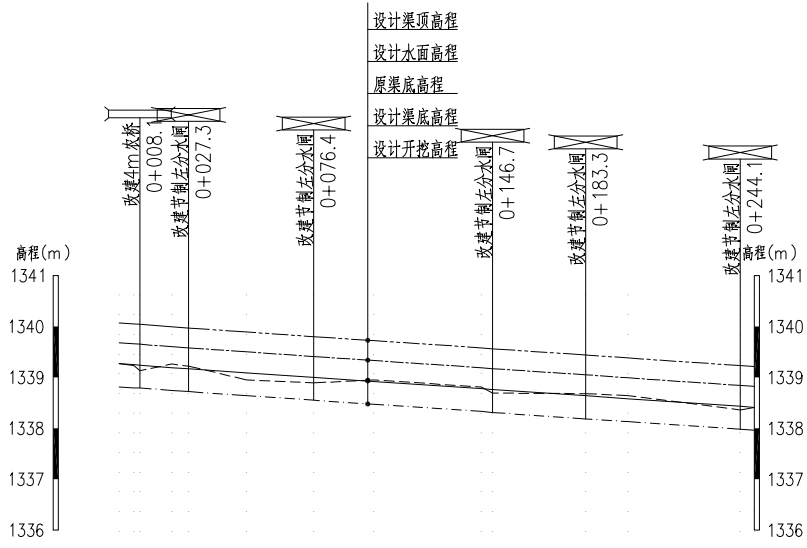 设计渠顶高程
设计水面高程
原渠底高程
设计渠底高程
设计开挖高程
改建4m农桥
0+008.1
改建节制左分水闸
0+027.3
改建节制左分水闸
0+076.4
改建节制左分水闸
0+146.7
改建节制左分水闸
0+183.3
改建节制左分水闸
0+244.1
高程(m)
1341
1340
1339
1338
1337
1336
高程(m)
1341
1340
1339
1338
1337
1336